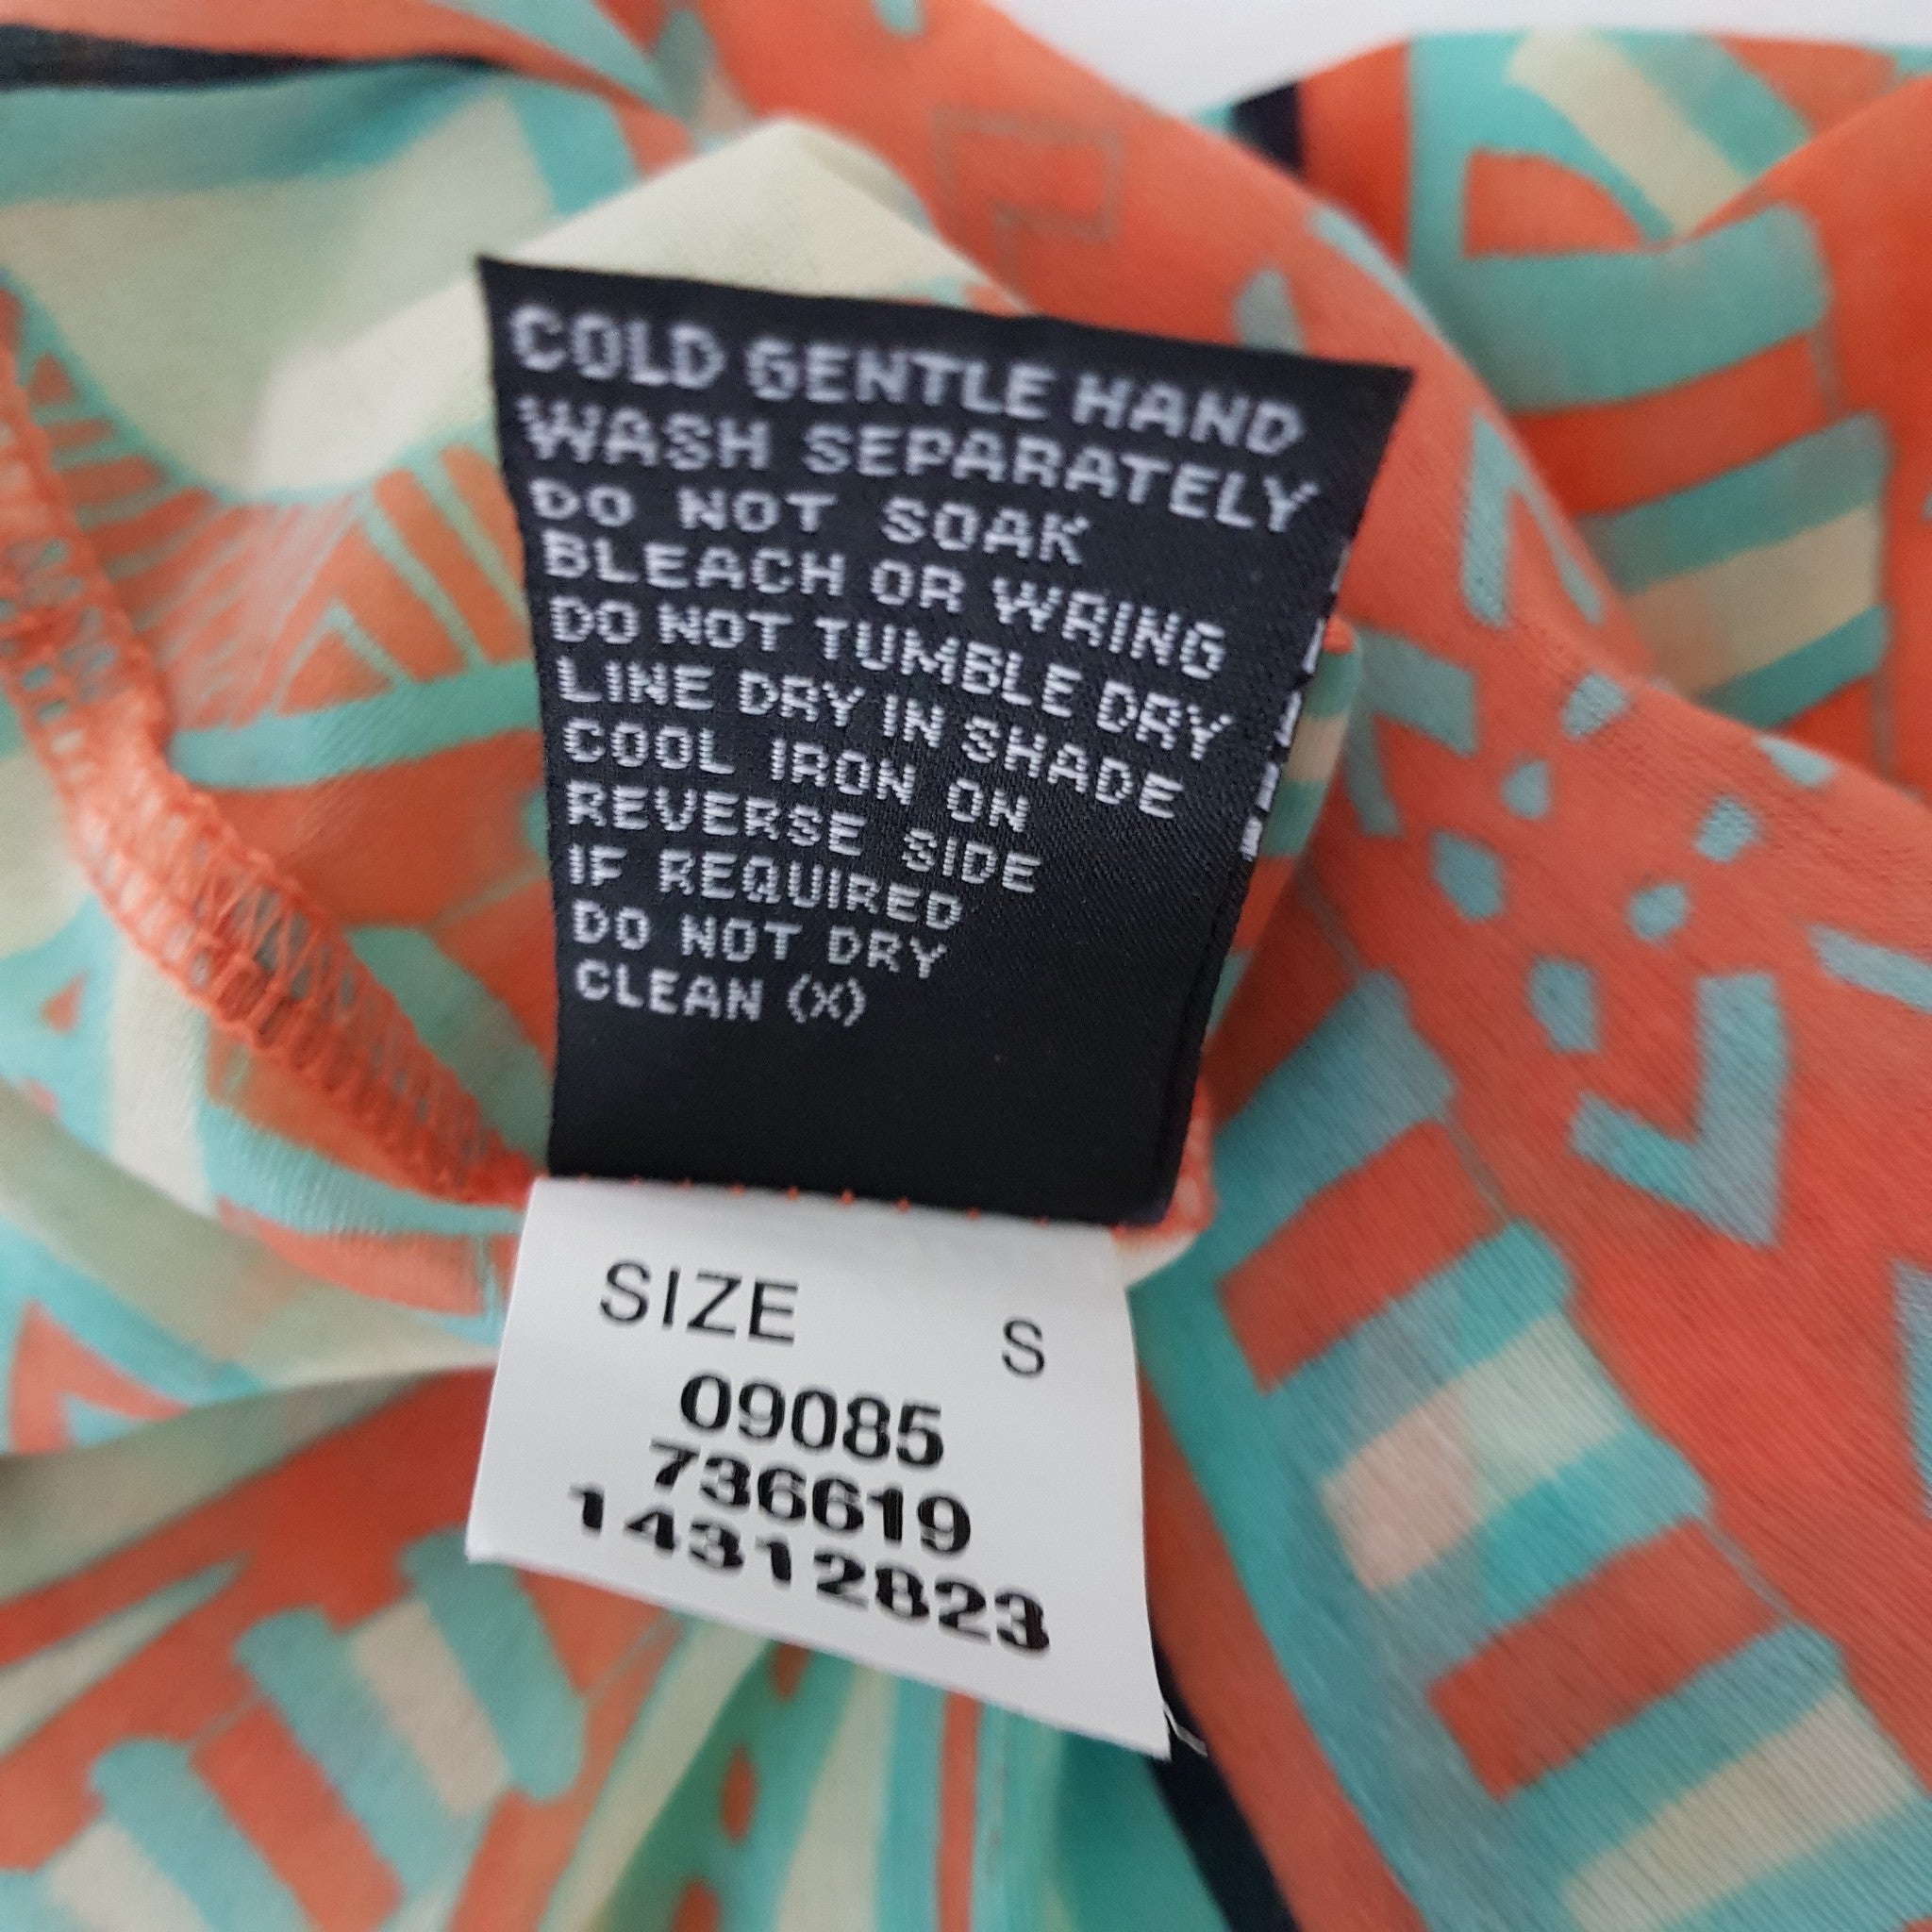 COLD GENTLE HAND
WASH SEPARATELY
DO NOT SOAK
BLEACH OR WRING
DO NOT TUMBLE DRY
LINE DRY IN SHADE
COOL IRON ON
REVERSE SIDE
IF REQUIRED
DO NOT DRY
CLEAN (X)
SIZE S
09085
736619
14312823